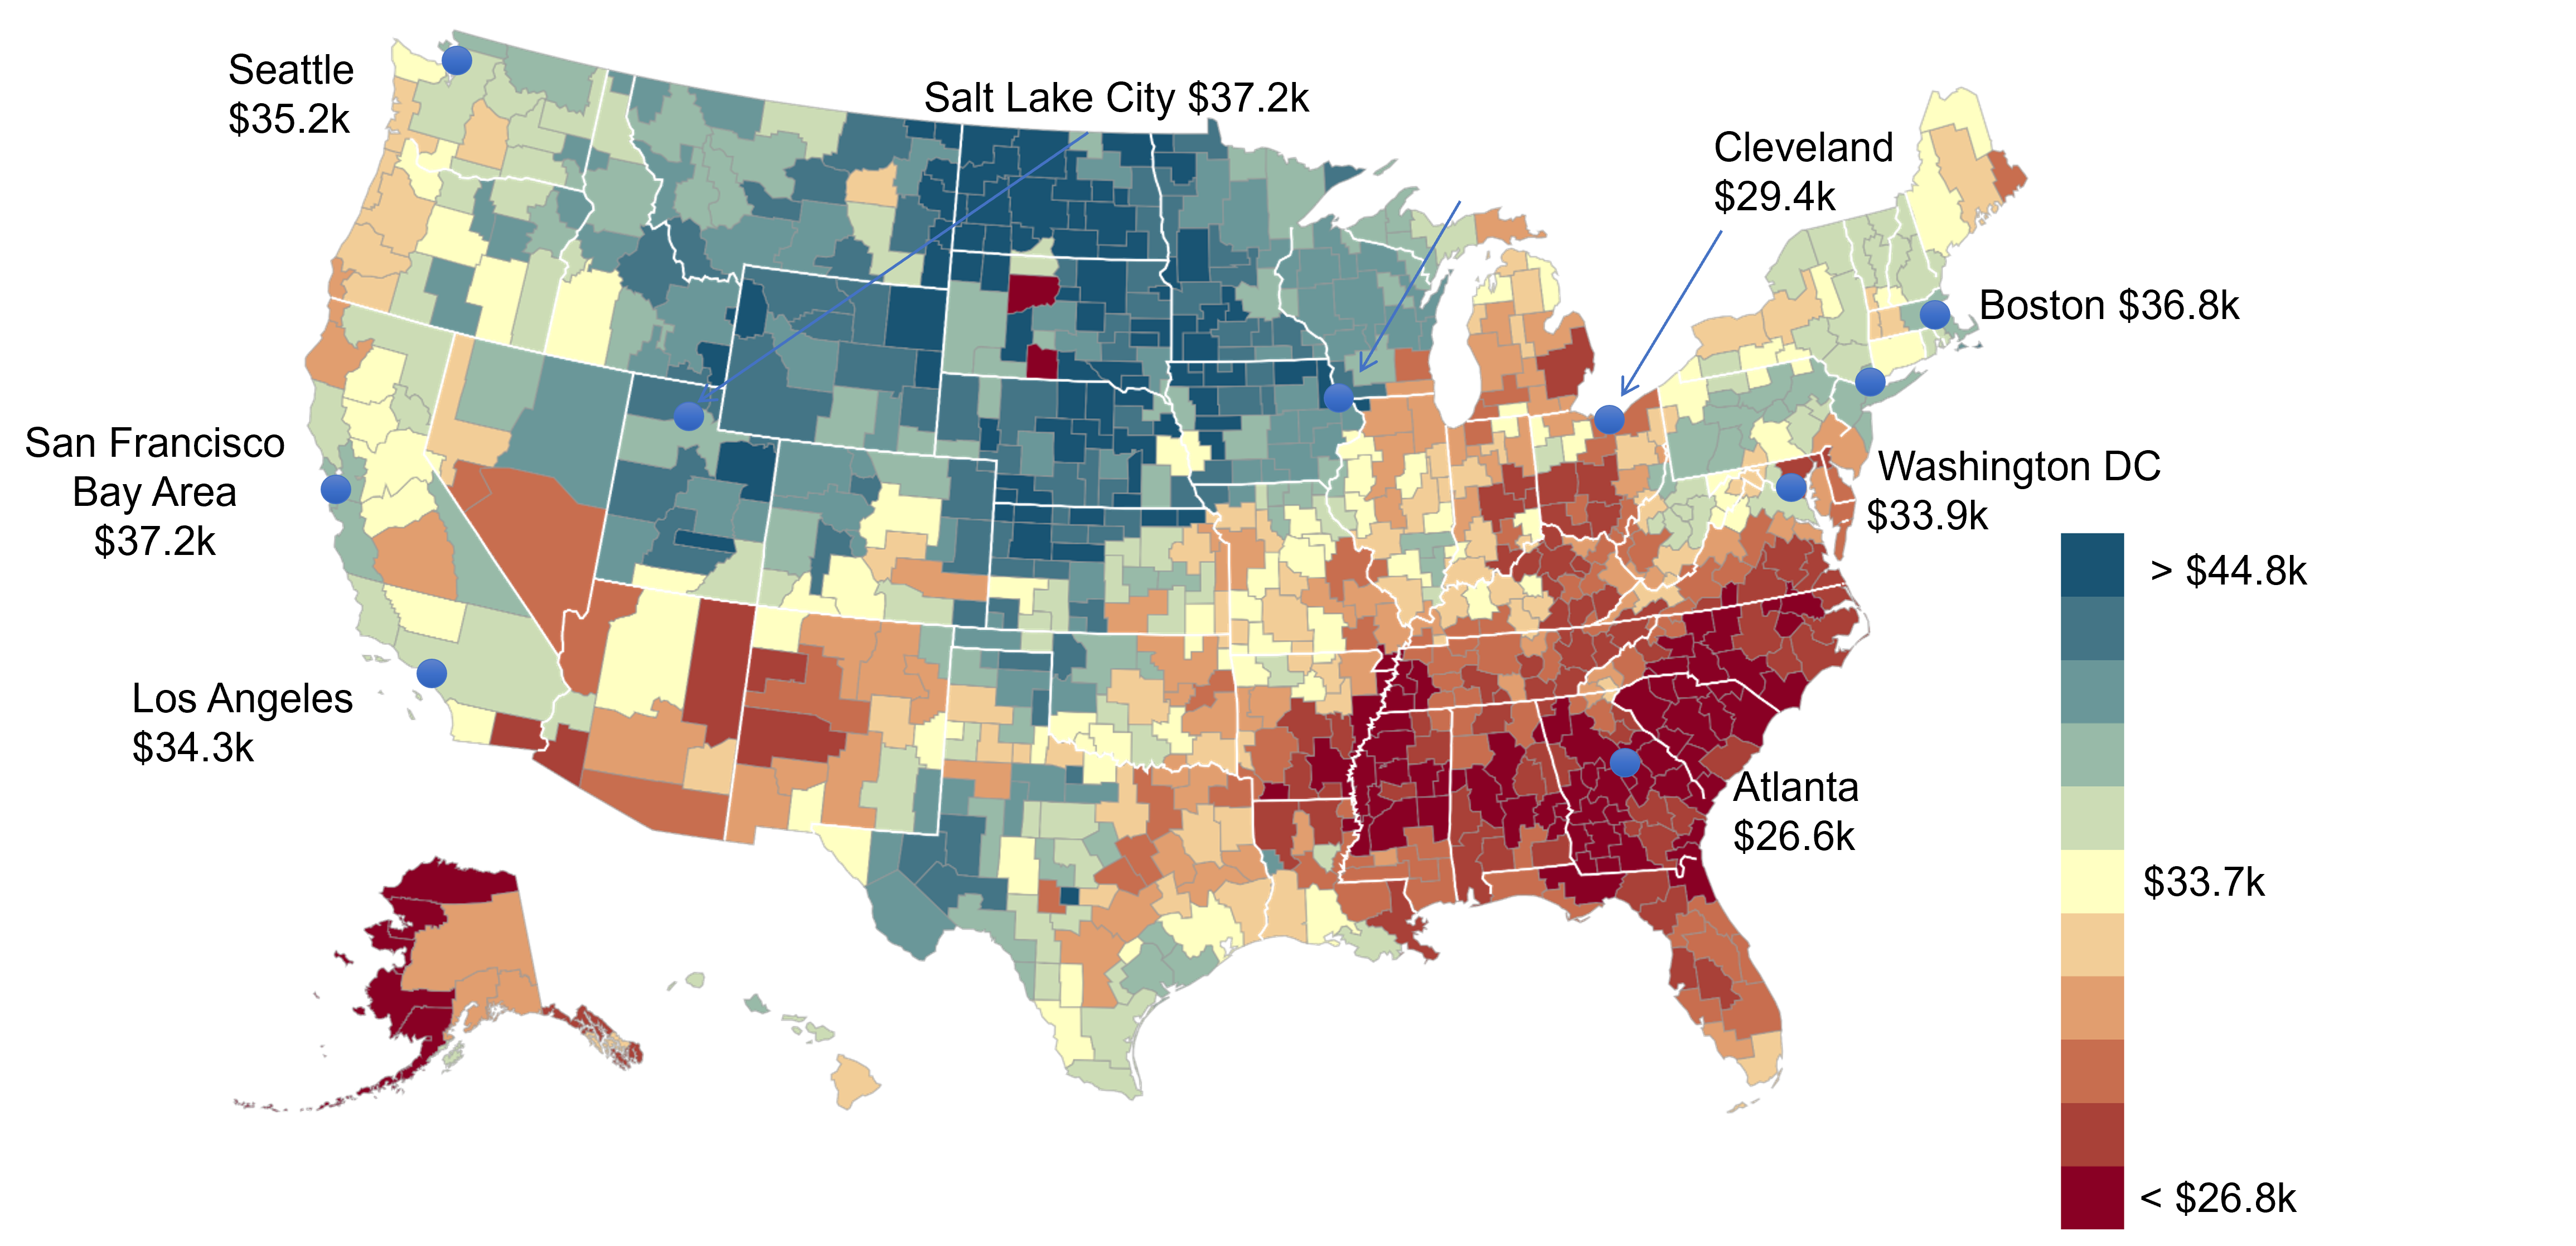 Seattle
$35.2k
Salt Lake City $37.2k
Cleveland
$29.4k
Boston $36.8k
San Francisco
Bay Area
$37.2k
Washington DC
$33.9k
Los Angeles
$34.3k
Atlanta
$26.6k
> $44.8k
$33.7k
< $26.8k